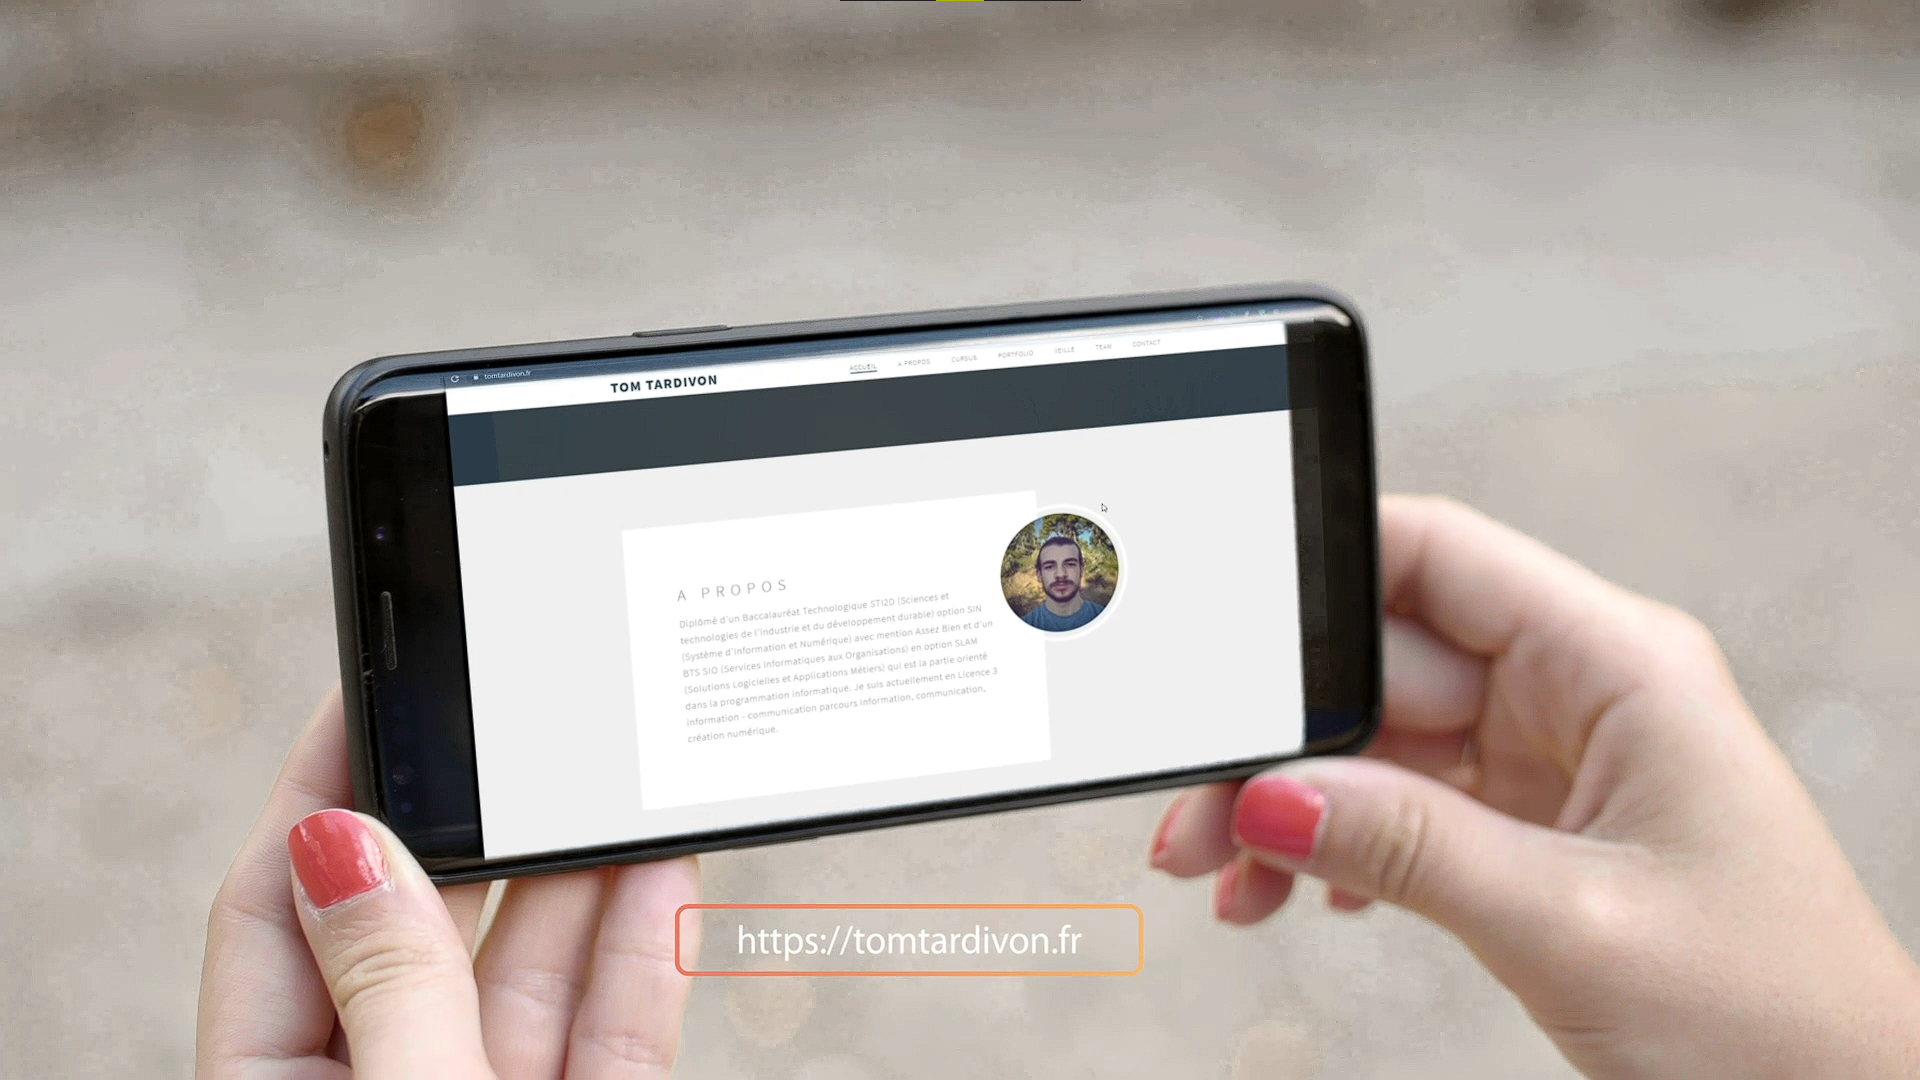 tomtardivon.fr
TOM TARDIVON
ACCUEIL A PROPOS CURSUS PORTFOLIO VEILLE TEAM CONTACT
A PROPOS
Diplômé d'un Baccalauréat Technologique STI2D (Sciences et
technologies de l'industrie et du développement durable) option SIN
(Système d'Information et Numérique) avec mention Assez Bien et d'un
BTS SIO (Services Informatiques aux Organisations) en option SLAM
(Solutions Logicielles et Applications Métiers) qui est la partie orienté
dans la programmation informatique. Je suis actuellement en Licence 3
information - communication parcours information, communication,
création numérique.
https://tomtardivon.fr